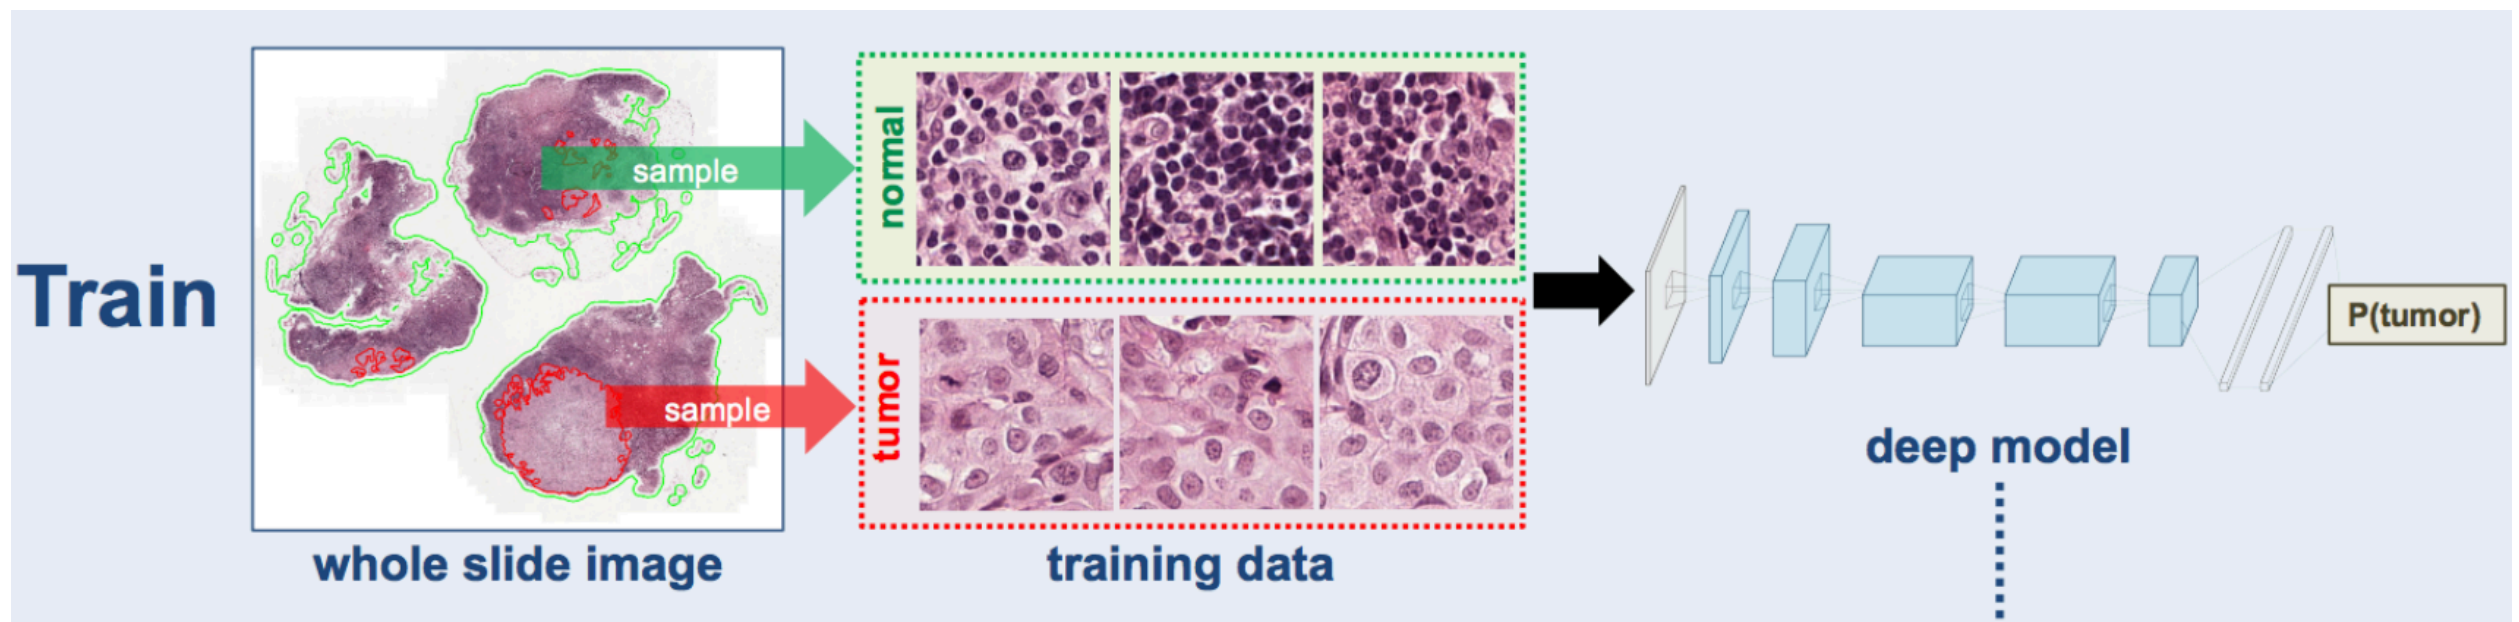 Train
whole slide image
sample
sample
normal
tumor
training data
deep model
P(tumor)